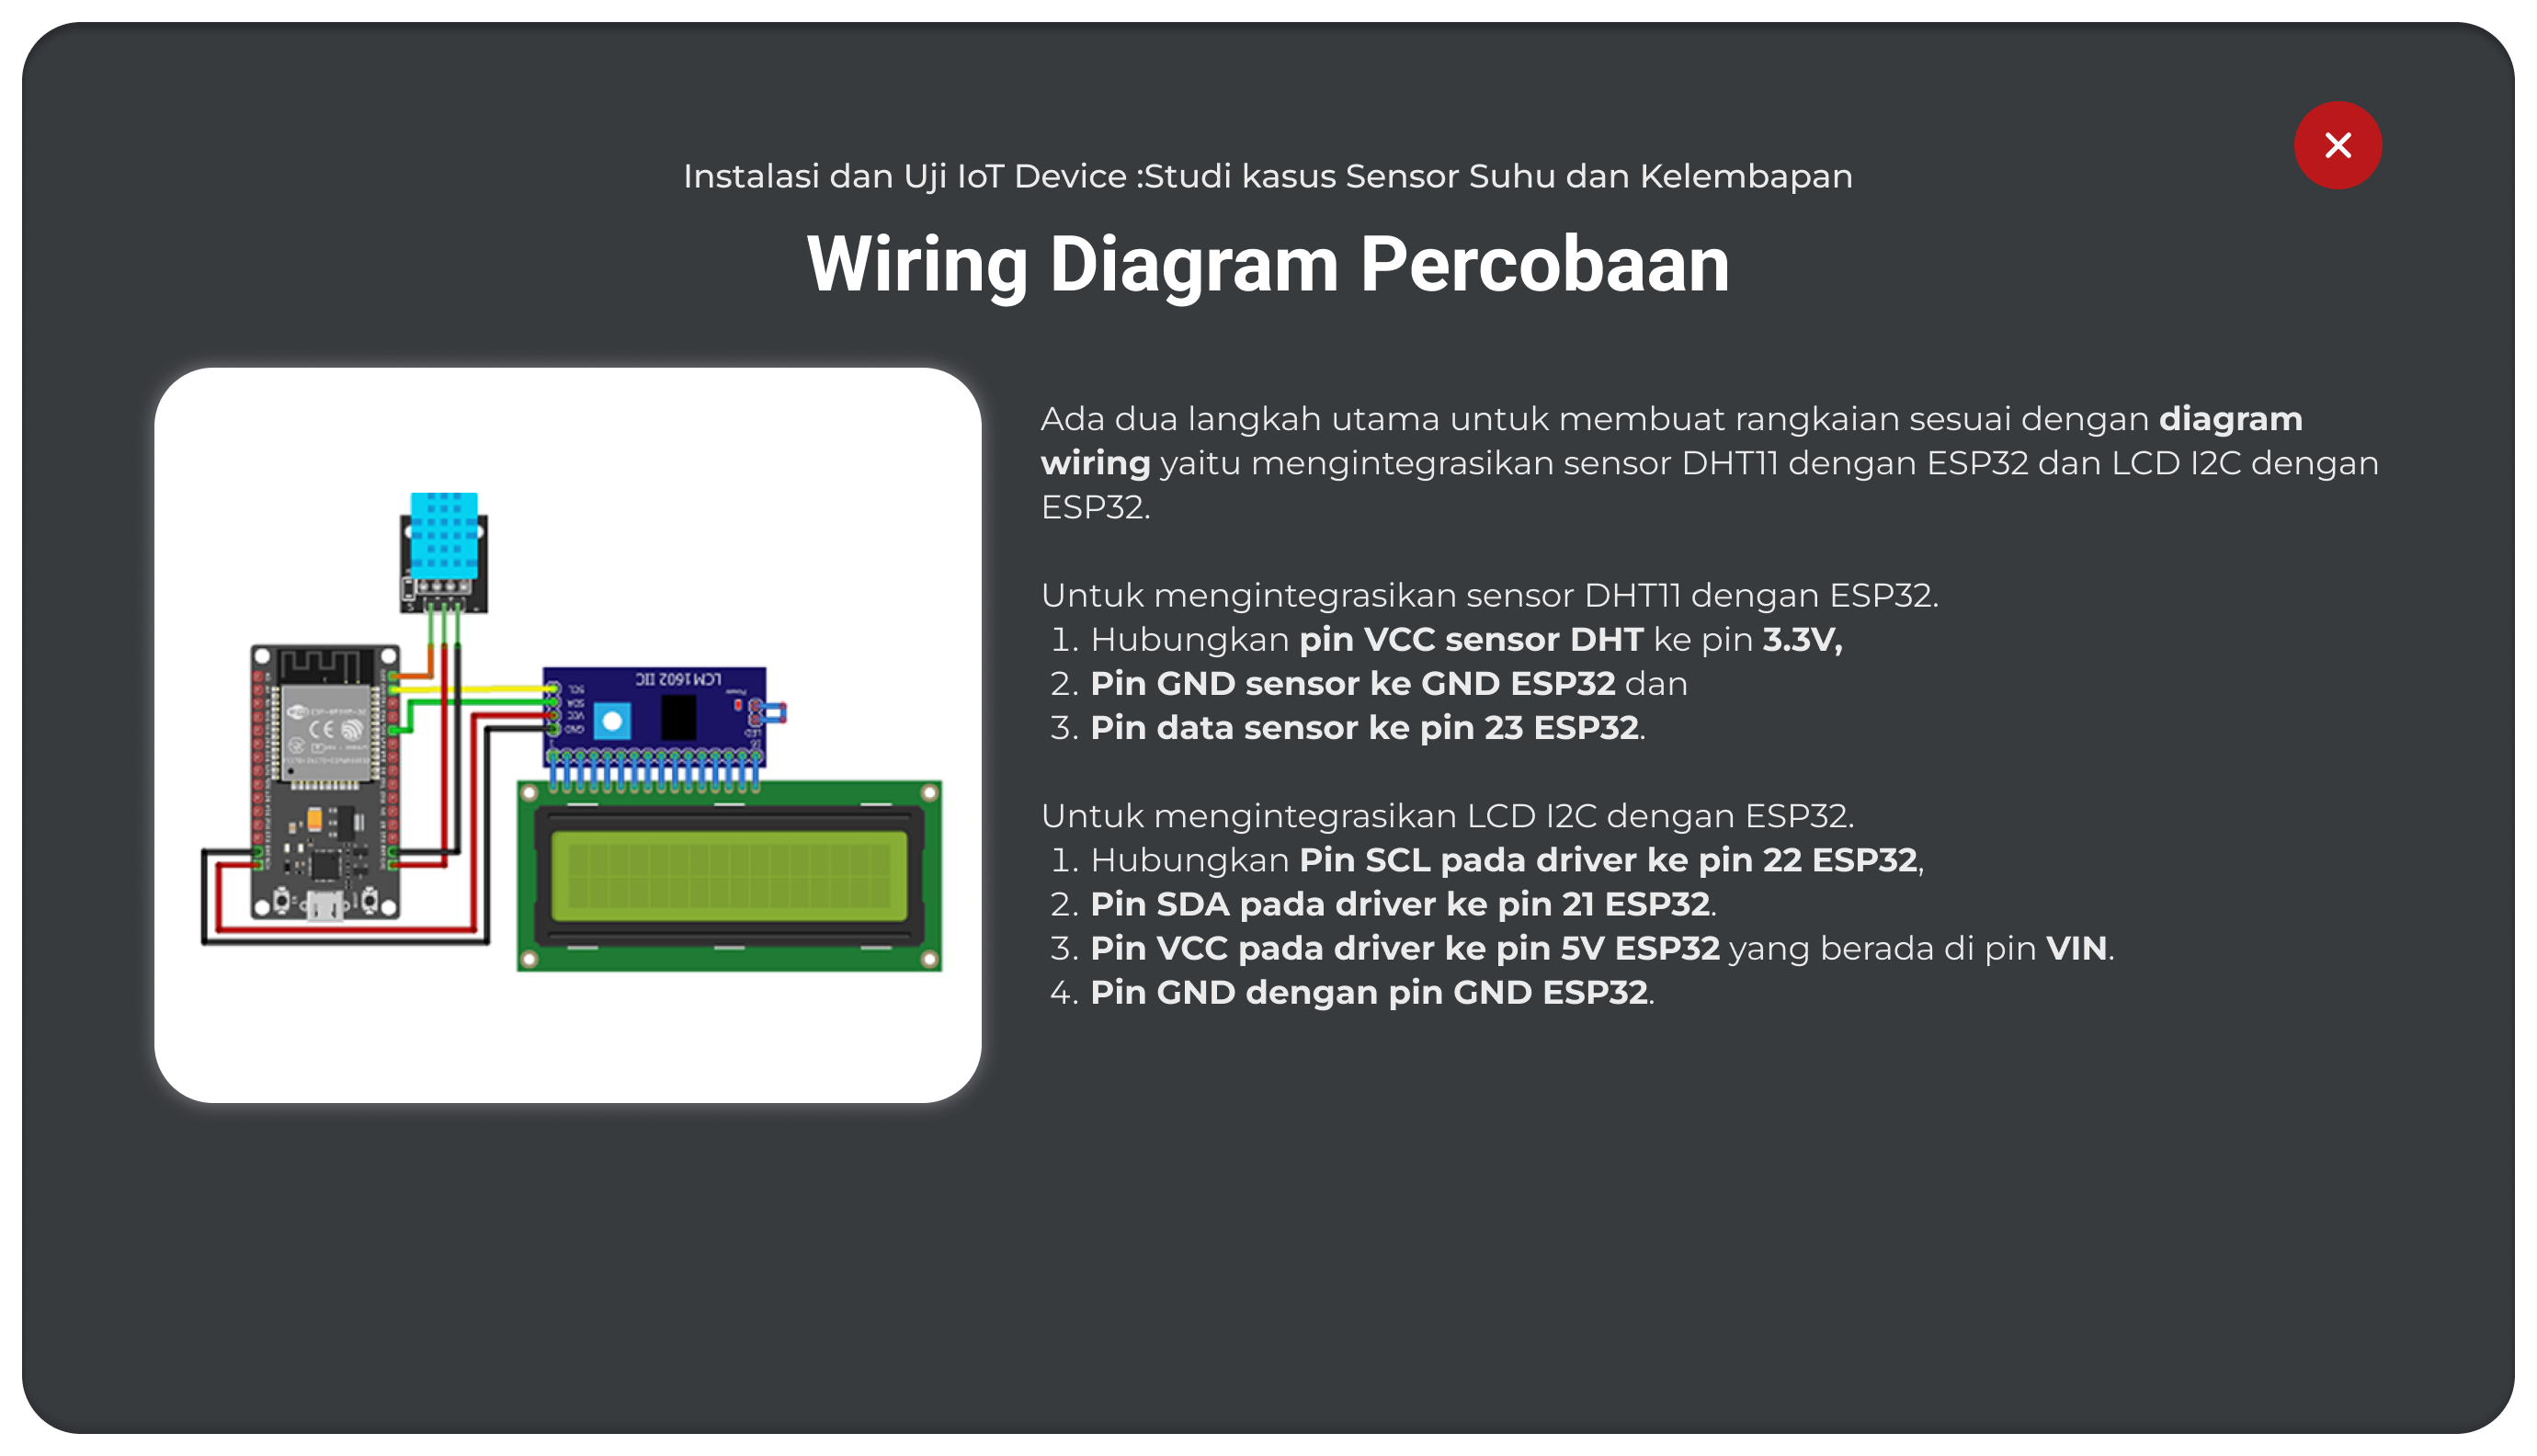 Instalasi dan Uji IoT Device :Studi kasus Sensor Suhu dan Kelembapan
Wiring Diagram Percobaan
Ada dua langkah utama untuk membuat rangkaian sesuai dengan diagram
wiring yaitu mengintegrasikan sensor DHT11 dengan ESP32 dan LCD I2C dengan
ESP32.
Untuk mengintegrasikan sensor DHT11 dengan ESP32.
1. Hubungkan pin VCC sensor DHT ke pin 3.3V,
2. Pin GND sensor ke GND ESP32 dan
3. Pin data sensor ke pin 23 ESP32.
Untuk mengintegrasikan LCD I2C dengan ESP32.
1. Hubungkan Pin SCL pada driver ke pin 22 ESP32,
2. Pin SDA pada driver ke pin 21 ESP32.
3. Pin VCC pada driver ke pin 5V ESP32 yang berada di pin VIN.
4. Pin GND dengan pin GND ESP32.
LCM1602 IIC
SCL
SDA
VCC
GND
Power
LED
16
CE
S